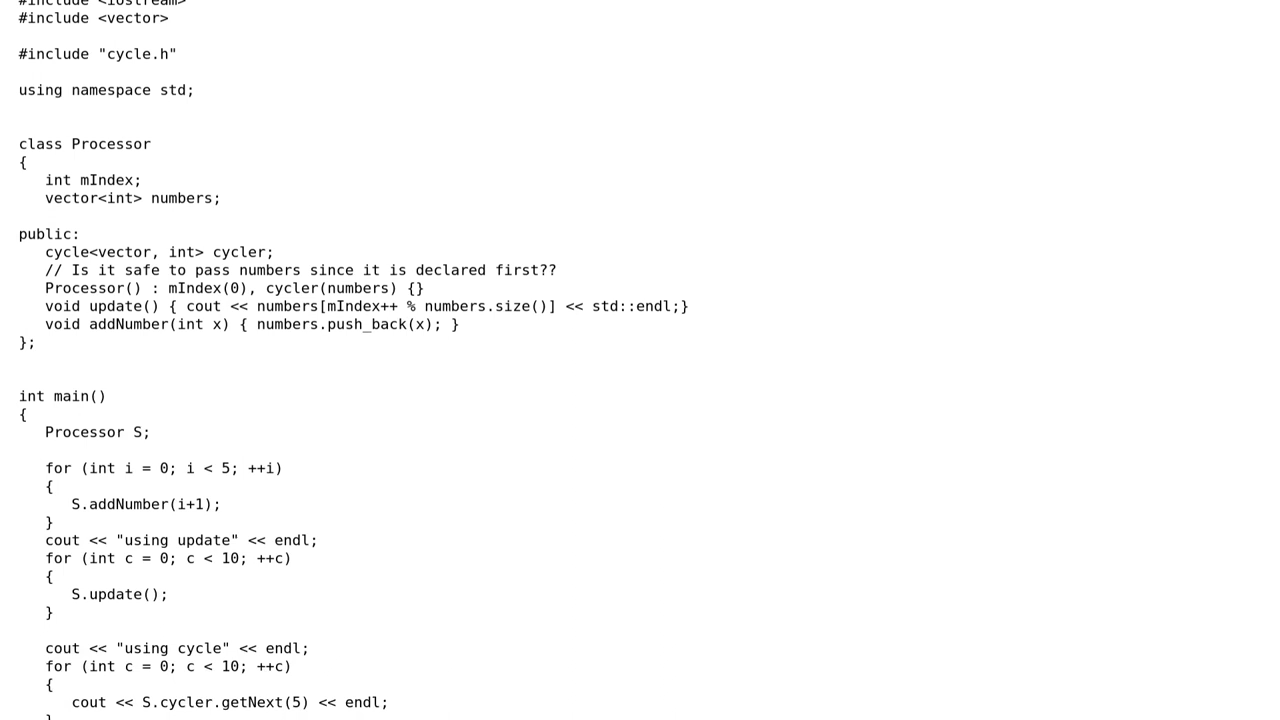 #include <iostream>
#include <vector>
#include "cycle.h"
using namespace std;
class Processor
{
int mIndex;
vector<int> numbers;
public:
cycle<vector, int> cycler;
// Is it safe to pass numbers since it is declared first??
Processor() : mIndex(0), cycler(numbers) {}
void update() { cout << numbers[mIndex++ % numbers.size()] << std::endl;}
void addNumber(int x) { numbers.push_back(x); }
};
int main()
{
Processor S;
for (int i = 0; i < 5; ++i)
{
S.addNumber(i+1);
}
cout << "using update" << endl;
for (int c = 0; c < 10; ++c)
{
S.update();
}
cout << "using cycle" << endl;
for (int c = 0; c < 10; ++c)
{
cout << S.cycler.getNext(5) << endl;
}